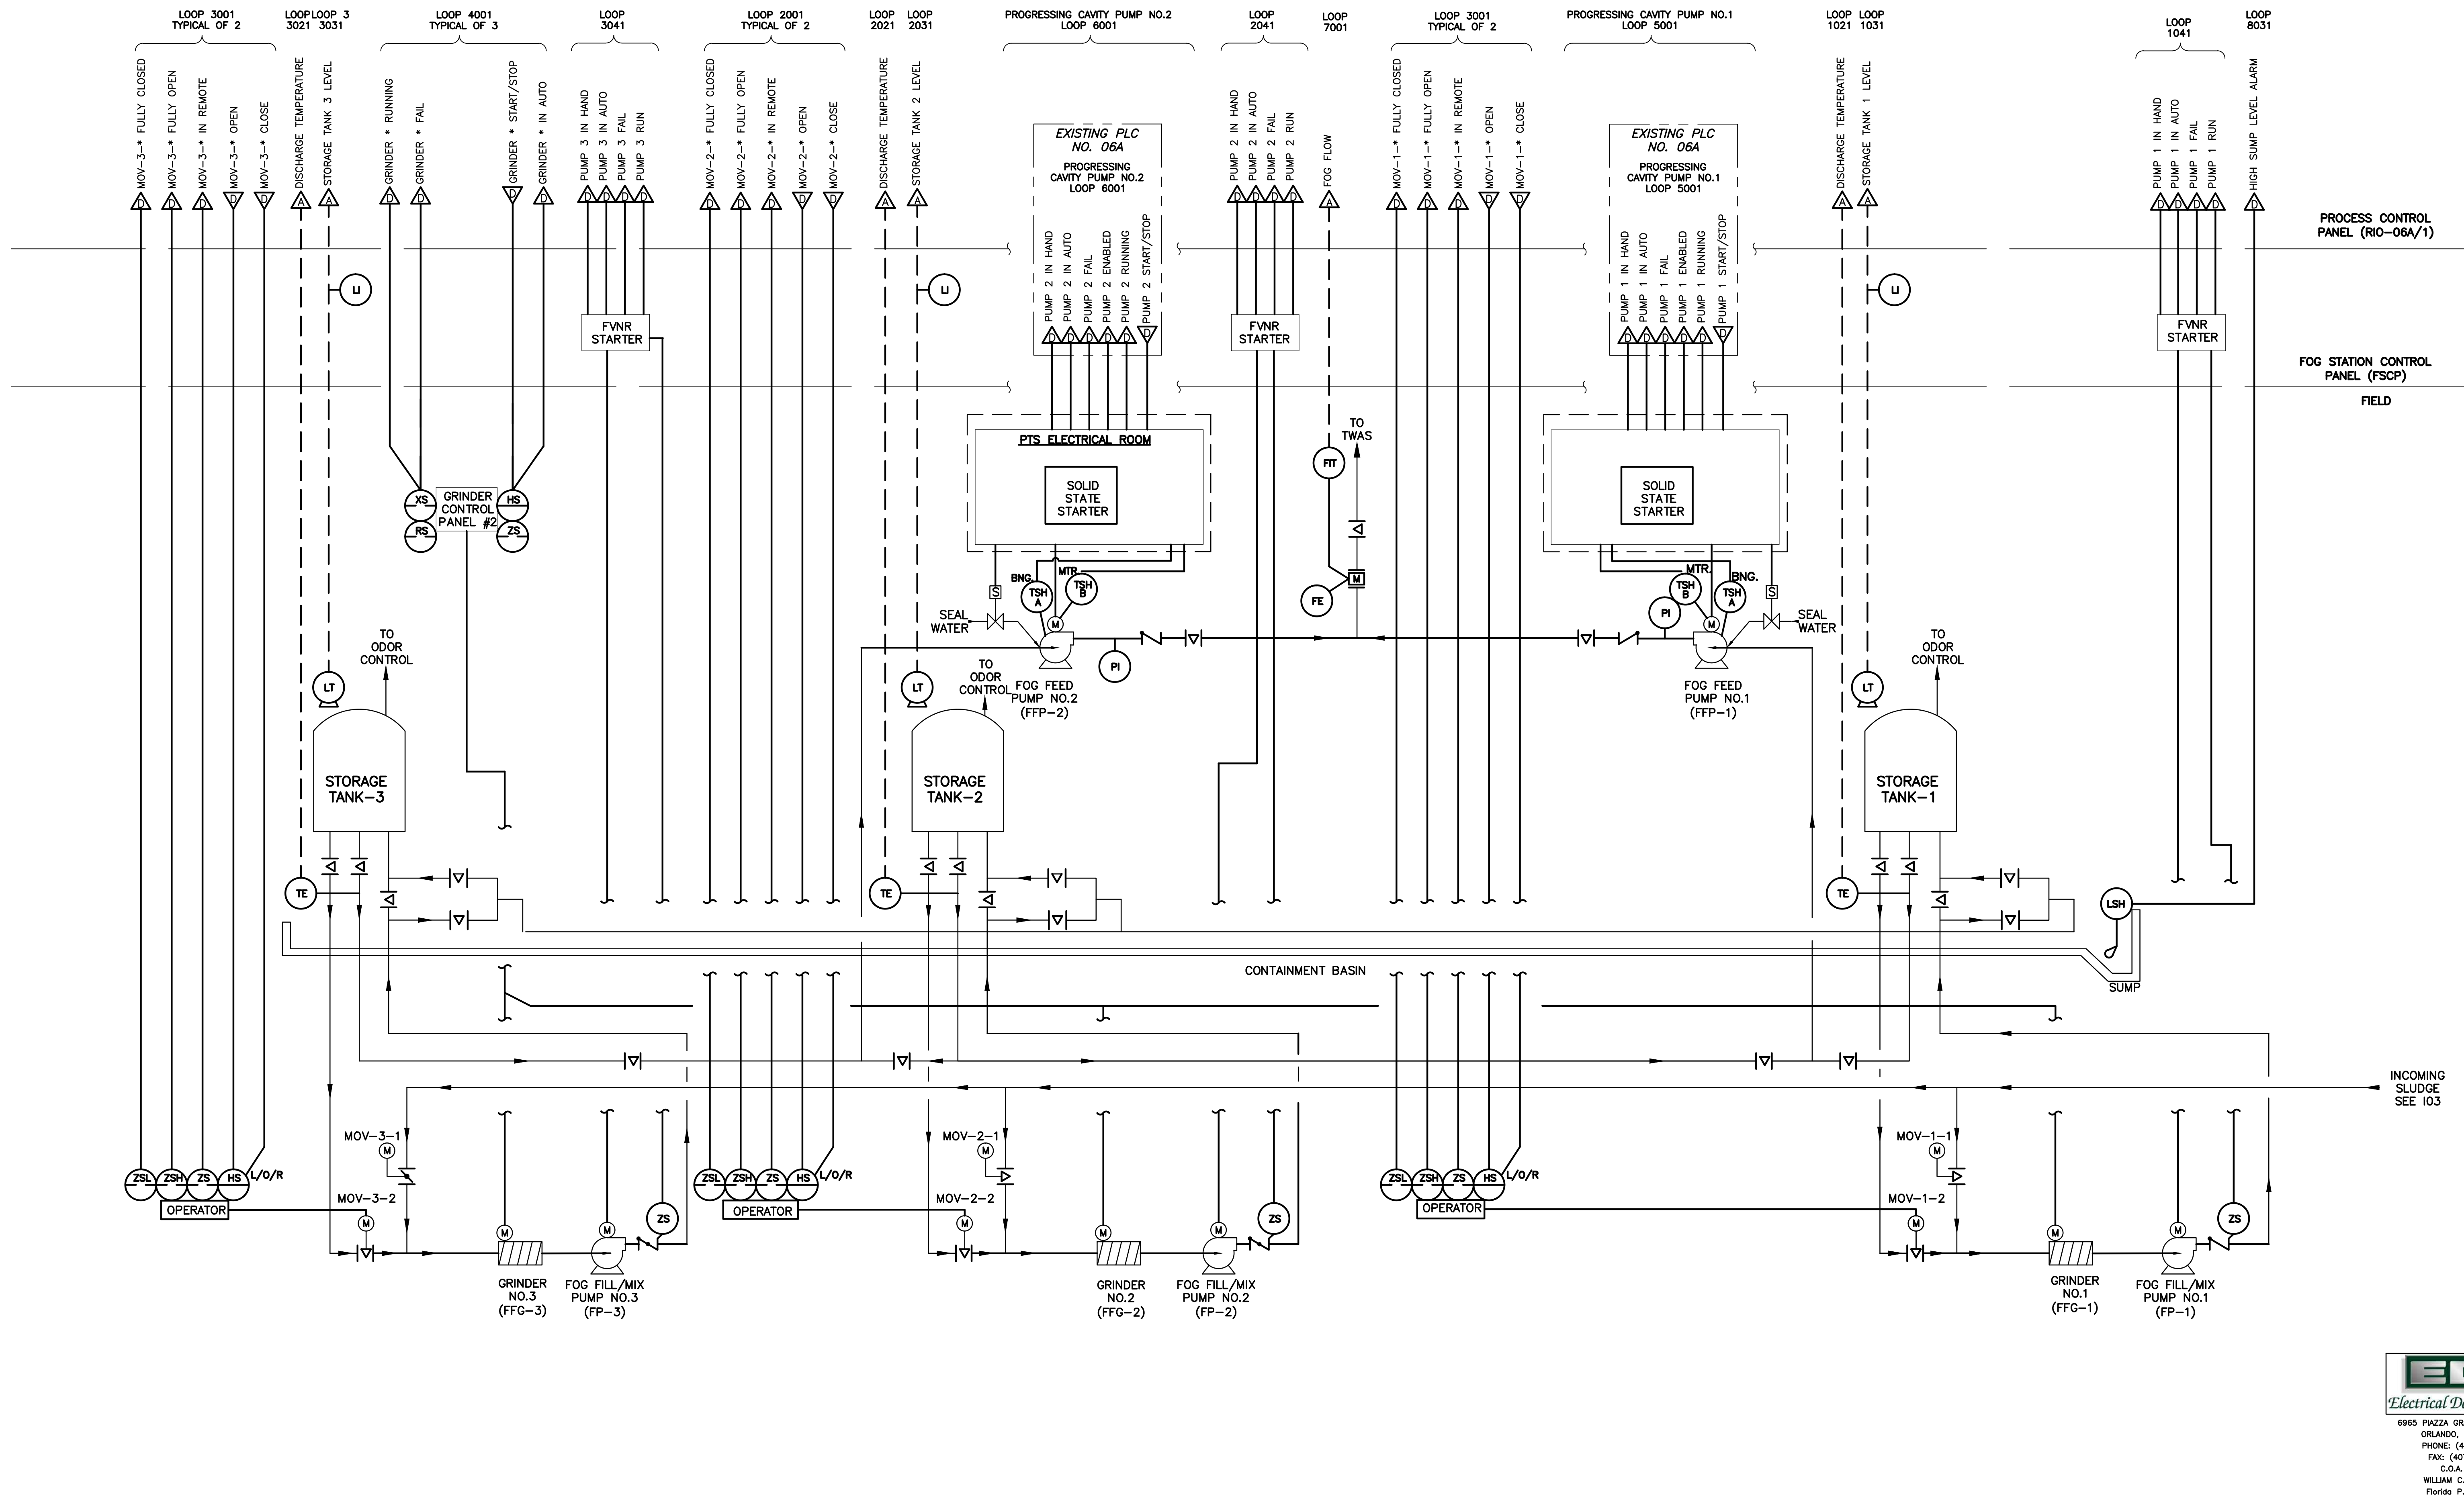 LOOP 3001
TYPICAL OF 2
LOOP
3021
LOOP 3
3031
LOOP 4001
TYPICAL OF 3
LOOP
3041
LOOP 2001
TYPICAL OF 2
LOOP
2021
LOOP
2031
PROGRESSING CAVITY PUMP NO.2
LOOP 6001
LOOP
2041
LOOP
7001
LOOP 3001
TYPICAL OF 2
PROGRESSING CAVITY PUMP NO.1
LOOP 5001
LOOP
1021
LOOP
1031
LOOP
1041
LOOP
8031
MOV-3-* FULLY CLOSED
MOV-3-* FULLY OPEN
MOV-3-* IN REMOTE
MOV-3-* OPEN
MOV-3-* CLOSE
DISCHARGE TEMPERATURE
STORAGE TANK 3 LEVEL
GRINDER * RUNNING
GRINDER * FAIL
GRINDER * START/STOP
GRINDER * IN AUTO
PUMP 3 IN HAND
PUMP 3 IN AUTO
PUMP 3 FAIL
PUMP 3 RUN
MOV-2-* FULLY CLOSED
MOV-2-* FULLY OPEN
MOV-2-* IN REMOTE
MOV-2-* OPEN
MOV-2-* CLOSE
DISCHARGE TEMPERATURE
STORAGE TANK 2 LEVEL
EXISTING PLC
NO. 06A
PROGRESSING
CAVITY PUMP NO.2
LOOP 6001
PUMP 2 IN HAND
PUMP 2 IN AUTO
PUMP 2 FAIL
PUMP 2 ENABLED
PUMP 2 RUNNING
PUMP 2 START/STOP
PUMP 2 IN HAND
PUMP 2 IN AUTO
PUMP 2 FAIL
PUMP 2 RUN
FOG FLOW
MOV-1-* FULLY CLOSED
MOV-1-* FULLY OPEN
MOV-1-* IN REMOTE
MOV-1-* OPEN
MOV-1-* CLOSE
EXISTING PLC
NO. 06A
PROGRESSING
CAVITY PUMP NO.1
LOOP 5001
PUMP 1 IN HAND
PUMP 1 IN AUTO
PUMP 1 FAIL
PUMP 1 ENABLED
PUMP 1 RUNNING
PUMP 1 START/STOP
DISCHARGE TEMPERATURE
STORAGE TANK 1 LEVEL
PUMP 1 IN HAND
PUMP 1 IN AUTO
PUMP 1 FAIL
PUMP 1 RUN
HIGH SUMP LEVEL ALARM
D D D D D A A D D D D D D D D D D D D D A A D D D D A D D D D D A A D D D D D
PROCESS CONTROL
PANEL (RIO-06A/1)
LI
LI
LI
D D D D D D
D D D D D D
FVNR
STARTER
FVNR
STARTER
FVNR
STARTER
FOG STATION CONTROL
PANEL (FSCP)
FIELD
PTS ELECTRICAL ROOM
SOLID
STATE
STARTER
SOLID
STATE
STARTER
TO
TWAS
FIT
XS
RS
GRINDER
CONTROL
PANEL #2
HS
ZS
BNG.
MTR.
TSH
A
TSH
B
S
M
FE
MTR.
BNG.
TSH
B
TSH
A
S
PI
SEAL
WATER
M
M
SEAL
WATER
PI
TO
ODOR
CONTROL
TO
ODOR
CONTROL
TO
ODOR
CONTROL
LT
LT
LT
FOG FEED
PUMP NO.2
(FFP-2)
FOG FEED
PUMP NO.1
(FFP-1)
STORAGE
TANK-3
STORAGE
TANK-2
STORAGE
TANK-1
TE
TE
TE
LSH
CONTAINMENT BASIN
SUMP
INCOMING
SLUDGE
SEE I03
MOV-3-1
M
MOV-2-1
M
MOV-1-1
M
ZSL ZSH ZS HS L/O/R
OPERATOR
ZSL ZSH ZS HS L/O/R
OPERATOR
ZSL ZSH ZS HS L/O/R
OPERATOR
MOV-3-2
M
MOV-2-2
M
MOV-1-2
M
ZS
ZS
ZS
M
M
M
M
M
M
GRINDER
NO.3
(FFG-3)
FOG FILL/MIX
PUMP NO.3
(FP-3)
GRINDER
NO.2
(FFG-2)
FOG FILL/MIX
PUMP NO.2
(FP-2)
GRINDER
NO.1
(FFG-1)
FOG FILL/MIX
PUMP NO.1
(FP-1)
Electrical
6965 PIAZZA
ORLANDO,
PHONE: (4
FAX: (40
C.O.A.
WILLIAM C.
Florida P.